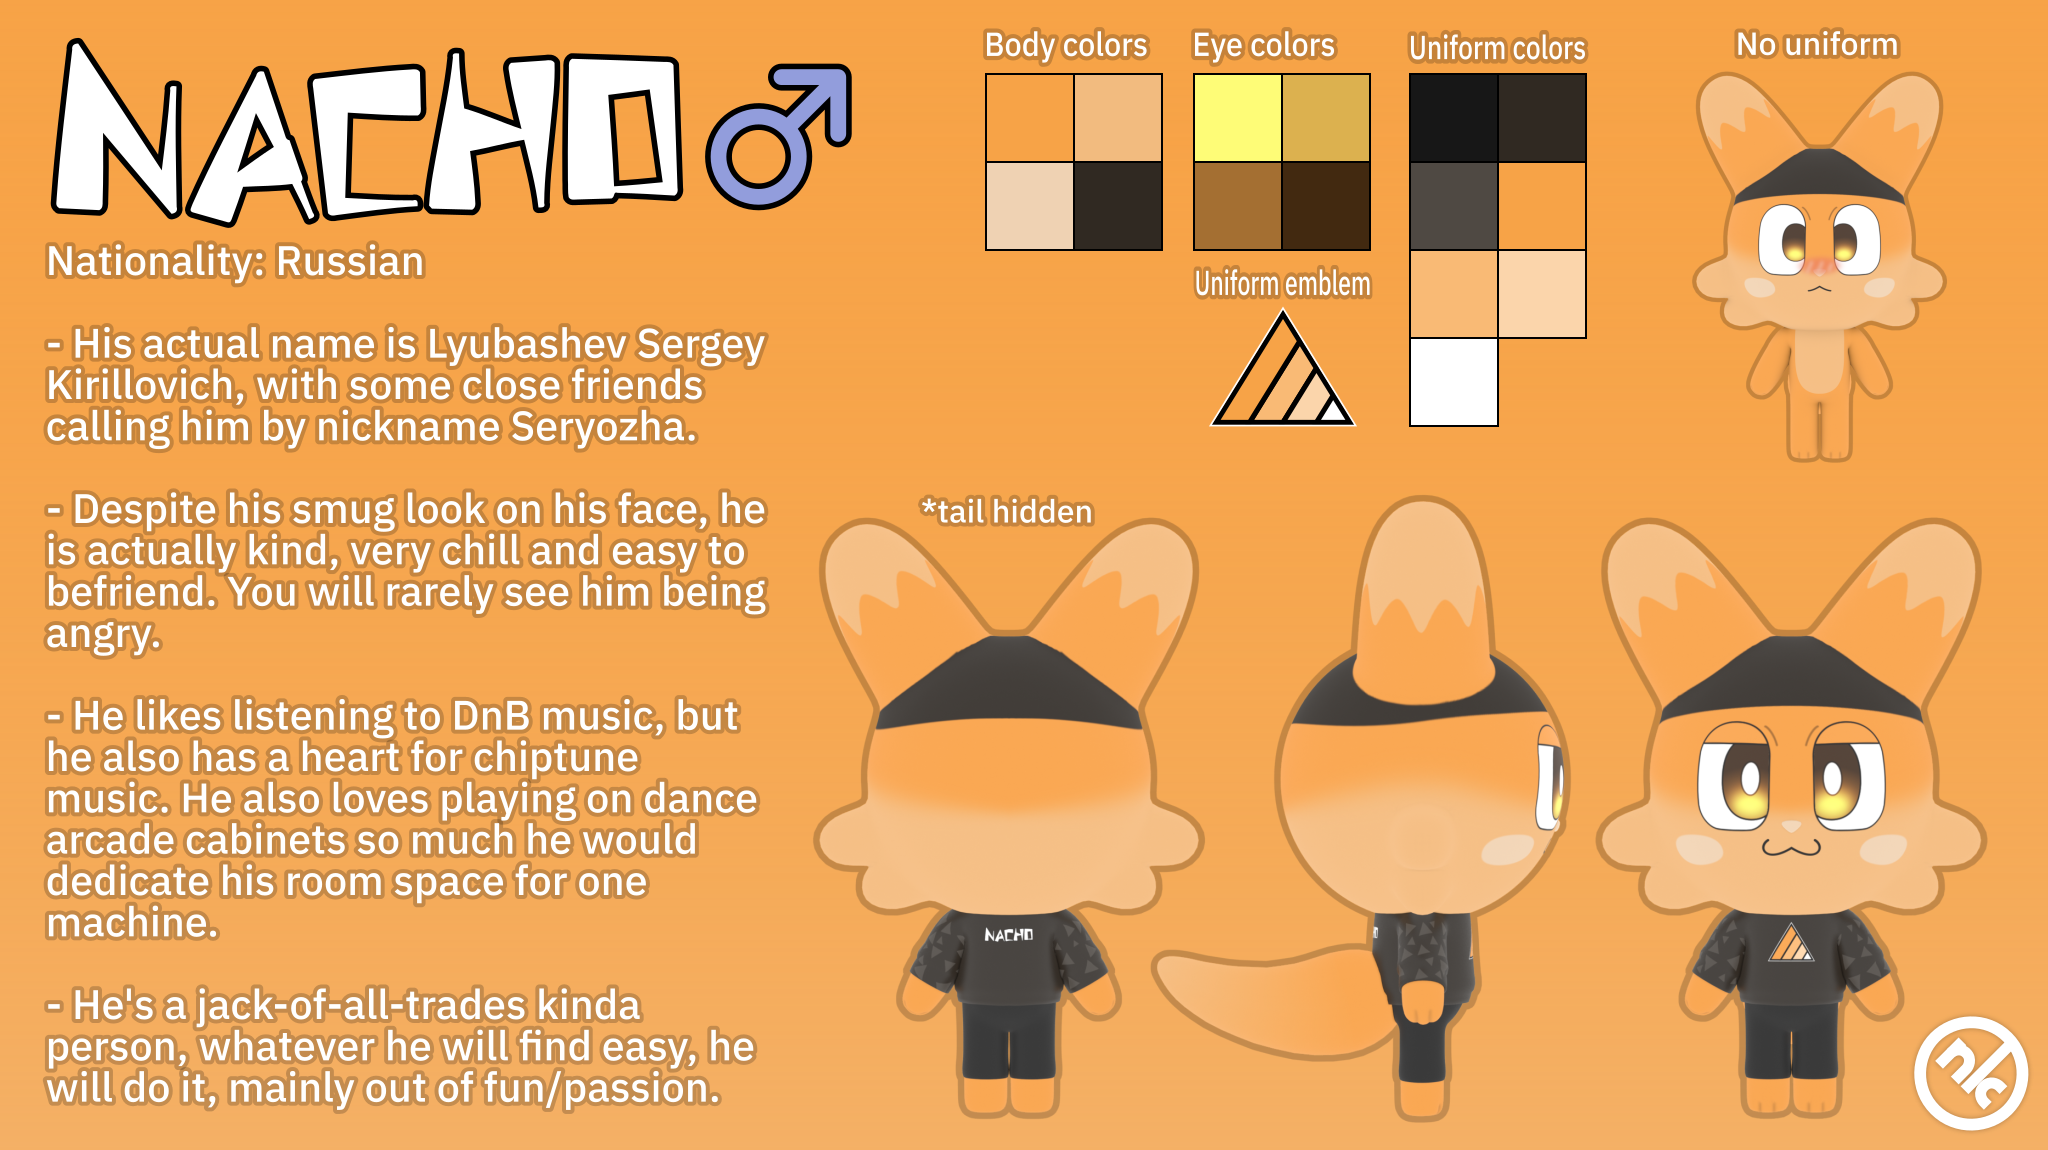 NACHO
Nationality: Russian
- His actual name is Lyubashev Sergey
Kirillovich, with some close friends
calling him by nickname Seryozha.
- Despite his smug look on his face, he
is actually kind, very chill and easy to
befriend. You will rarely see him being
angry.
- He likes listening to DnB music, but
he also has a heart for chiptune
music. He also loves playing on dance
arcade cabinets so much he would
dedicate his room space for one
machine.
- He's a jack-of-all-trades kinda
person, whatever he will find easy, he
will do it, mainly out of fun/passion.
Body colors
Eye colors
Uniform colors
No uniform
Uniform emblem
*tail hidden
NACHO
nc